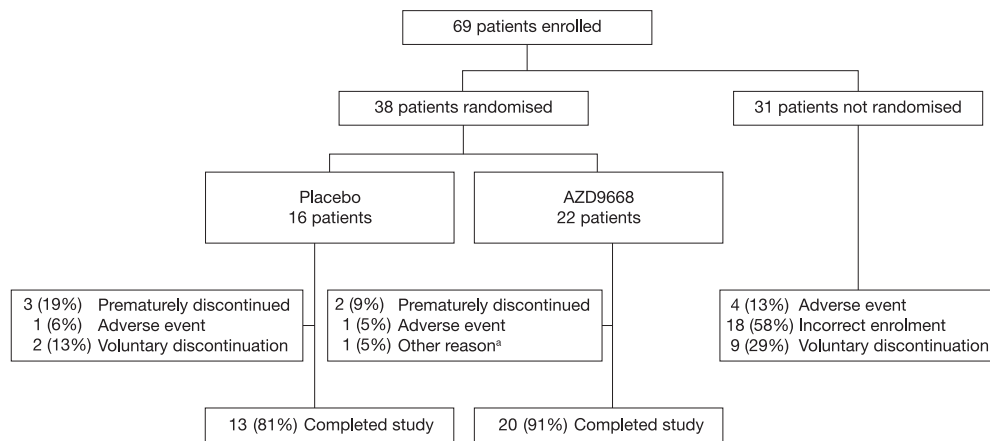 69 patients enrolled
38 patients randomised
31 patients not randomised
Placebo
16 patients
AZD9668
22 patients
3 (19%) Prematurely discontinued
1 (6%) Adverse event
2 (13%) Voluntary discontinuation
2 (9%) Prematurely discontinued
1 (5%) Adverse event
1 (5%) Other reasonᵃ
4 (13%) Adverse event
18 (58%) Incorrect enrolment
9 (29%) Voluntary discontinuation
13 (81%) Completed study
20 (91%) Completed study